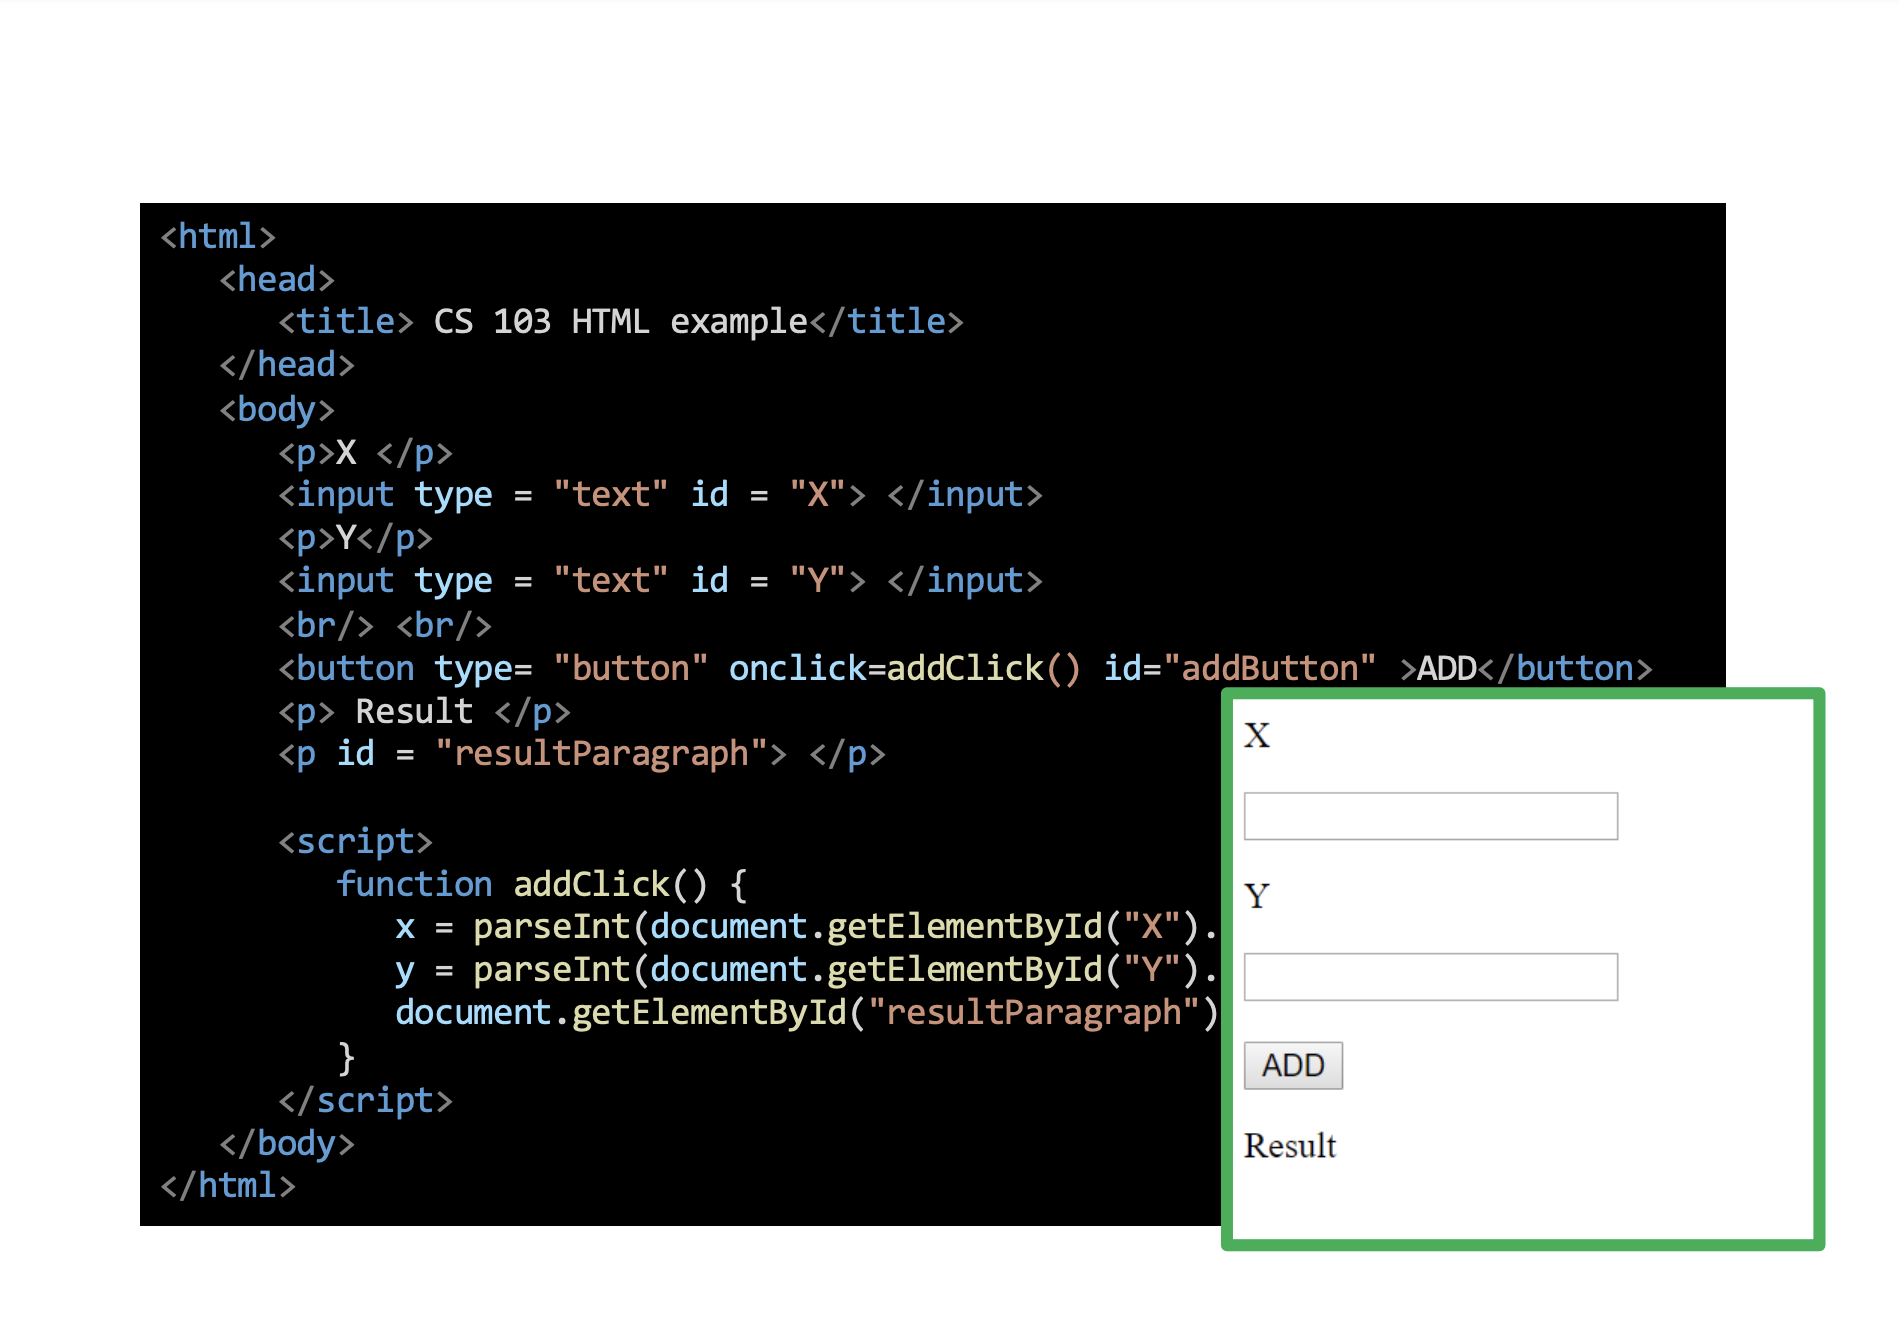 <html>
<head>
<title> CS 103 HTML example</title>
</head>
<body>
<p>X </p>
<input type = "text" id = "X"> </input>
<p>Y</p>
<input type = "text" id = "Y"> </input>
<br/> <br/>
<button type= "button" onclick=addClick() id="addButton" >ADD</button>
<p> Result </p>
<p id = "resultParagraph"> </p>
<script>
function addClick() {
x = parseInt(document.getElementById("X").
y = parseInt(document.getElementById("Y").
document.getElementById("resultParagraph")
}
</script>
</body>
</html>
X
Y
ADD
Result